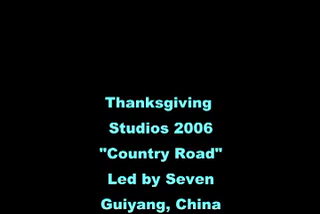 Thanksgiving
Studios 2006
"Country Road"
Led by Seven
Guiyang, China